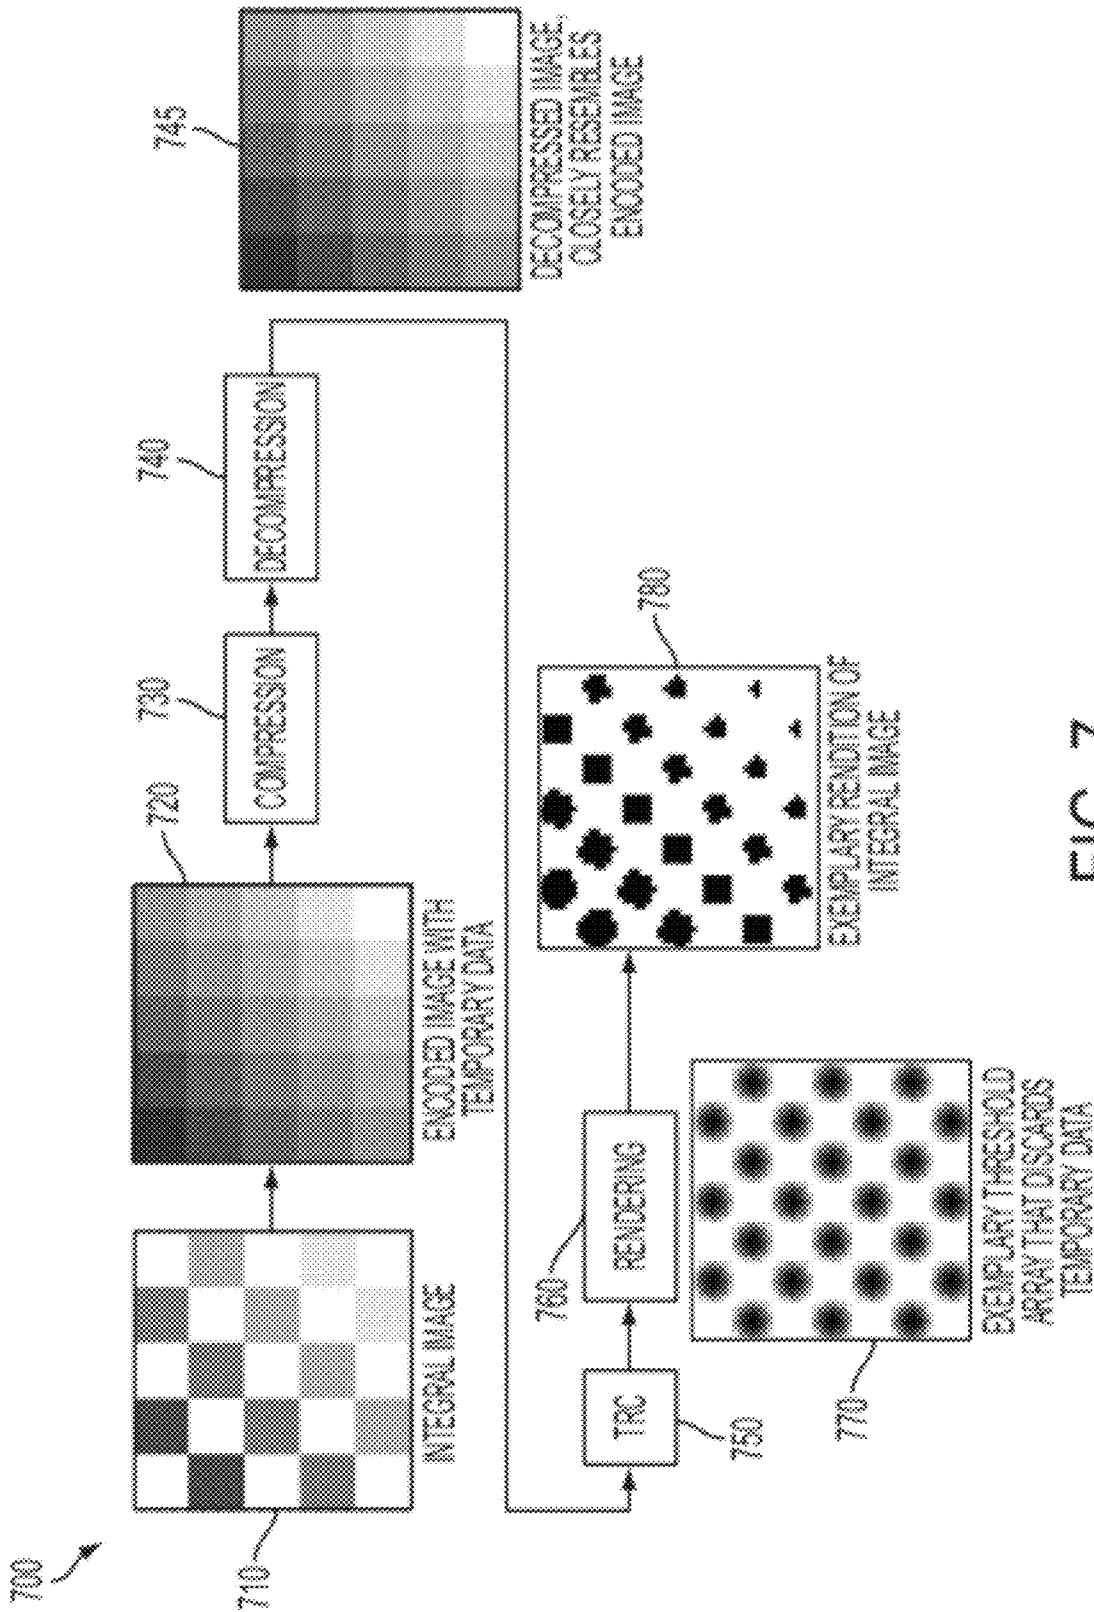 700
710
INTEGRAL IMAGE
720
ENCODED IMAGE WITH
TEMPORARY DATA
730
COMPRESSION
740
DECOMPRESSION
745
DECOMPRESSED IMAGE,
CLOSELY RESEMBLES
ENCODED IMAGE
TRC
750
760
RENDERING
770
EXEMPLARY THRESHOLD
ARRAY THAT DISCARDS
TEMPORARY DATA
780
EXEMPLARY RENDITION OF
INTEGRAL IMAGE
FIG. 7